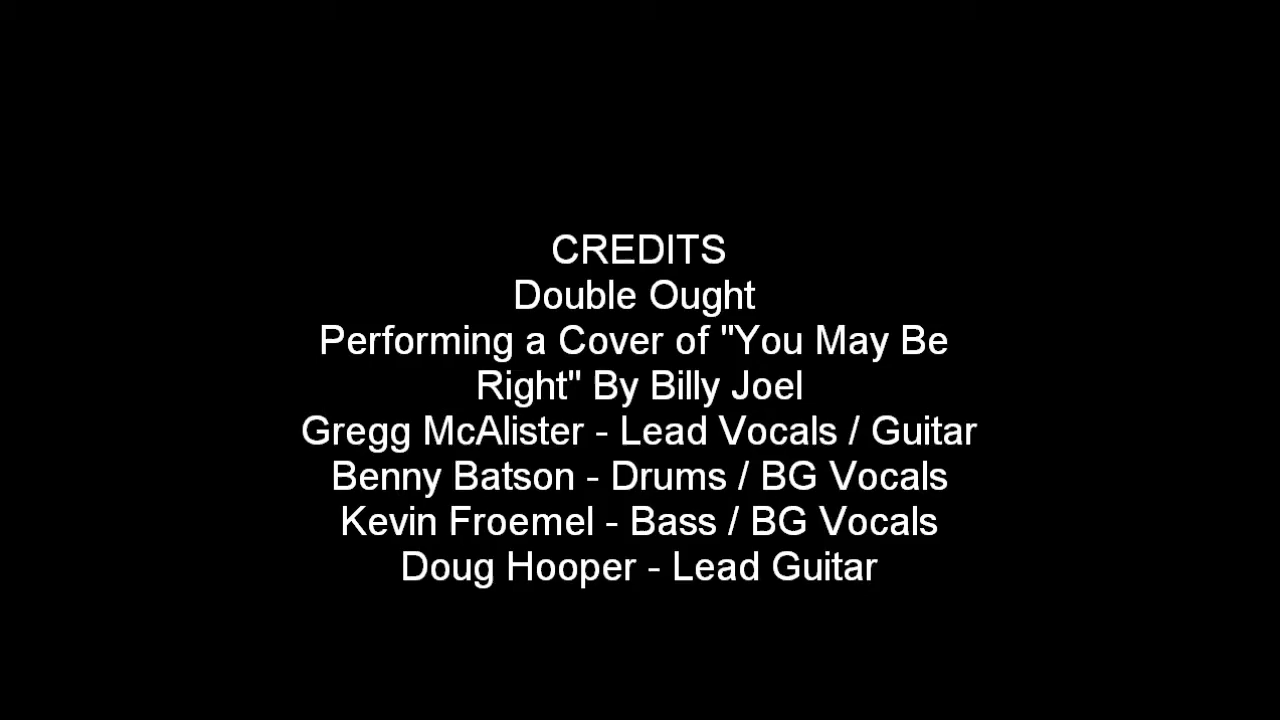 CREDITS
Double Ought
Performing a Cover of "You May Be
Right" By Billy Joel
Gregg McAlister - Lead Vocals / Guitar
Benny Batson - Drums / BG Vocals
Kevin Froemel - Bass / BG Vocals
Doug Hooper - Lead Guitar